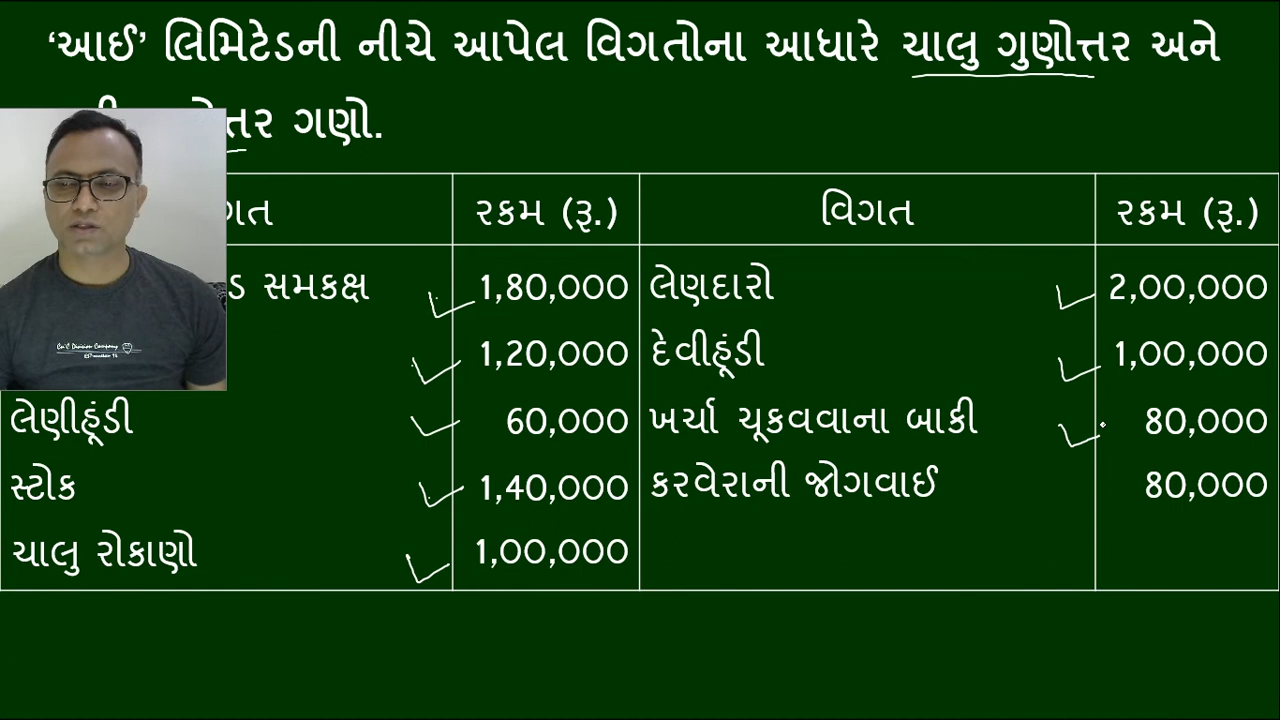 ‘આઈ’ લિમિટેડની નીચે આપેલ વિગતોના આધારે ચાલુ ગુણોત્તર અને
ગણો.
રકમ (રૂ.) વિગત રકમ (રૂ.)
સમકક્ષ 1,80,000 લેણદારો 2,00,000
1,20,000 દેવીહૂંડી 1,00,000
લેણીહૂંડી 60,000 ખર્ચા ચૂકવવાના બાકી 80,000
સ્ટોક 1,40,000 કરવેરાની જોગવાઈ 80,000
ચાલુ રોકાણો 1,00,000